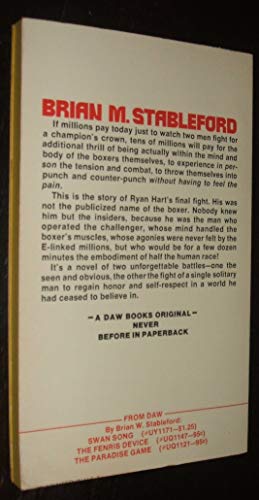 BRIAN M. STABLEFORD
If millions pay today just to watch two men fight for
a champion's crown, tens of millions will pay for the
additional thrill of being actually within the mind and
body of the boxers themselves, to experience in per-
son the tension and combat, to throw themselves into
punch and counter-punch without having to feel the
pain.
This is the story of Ryan Hart's final fight. His was
not the publicized name of the boxer. Nobody knew
him but the insiders, because he was the man who
operated the challenger, whose mind handled the
boxer's muscles, whose agonies were never felt by the
E-linked millions, but who would be for a few dozen
minutes the embodiment of half the human race!
It's a novel of two unforgettable battles—one the
seen and obvious, the other the fight of a single solitary
man to regain honor and self-respect in a world he
had ceased to believe in.
—A DAW BOOKS ORIGINAL—
NEVER
BEFORE IN PAPERBACK
FROM DAW
By Brian W. Stableford:
SWAN SONG (#UY1171—$1.25)
THE FENRIS DEVICE (#UQ1147—95¢)
THE PARADISE GAME (#UQ1121—95¢)